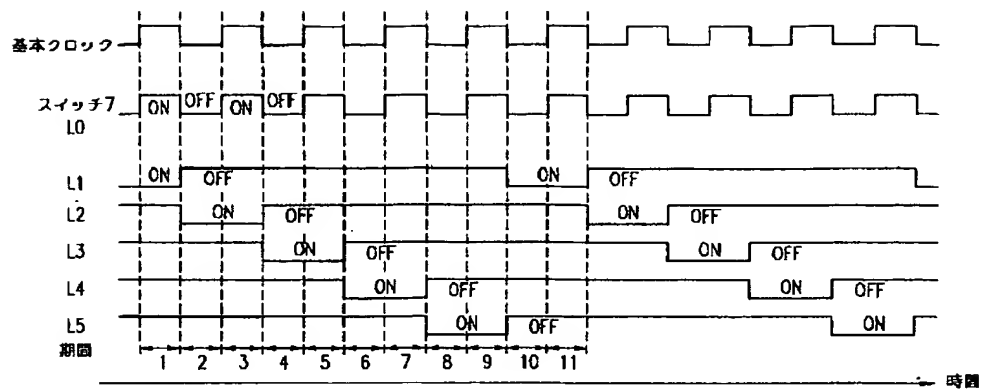 基本クロック
スイッチ7 ON OFF ON OFF
L0
L1 ON OFF ON OFF
L2 ON OFF ON OFF
L3 ON OFF ON OFF
L4 ON OFF ON OFF
L5 ON OFF ON
期間 1 2 3 4 5 6 7 8 9 10 11
時間